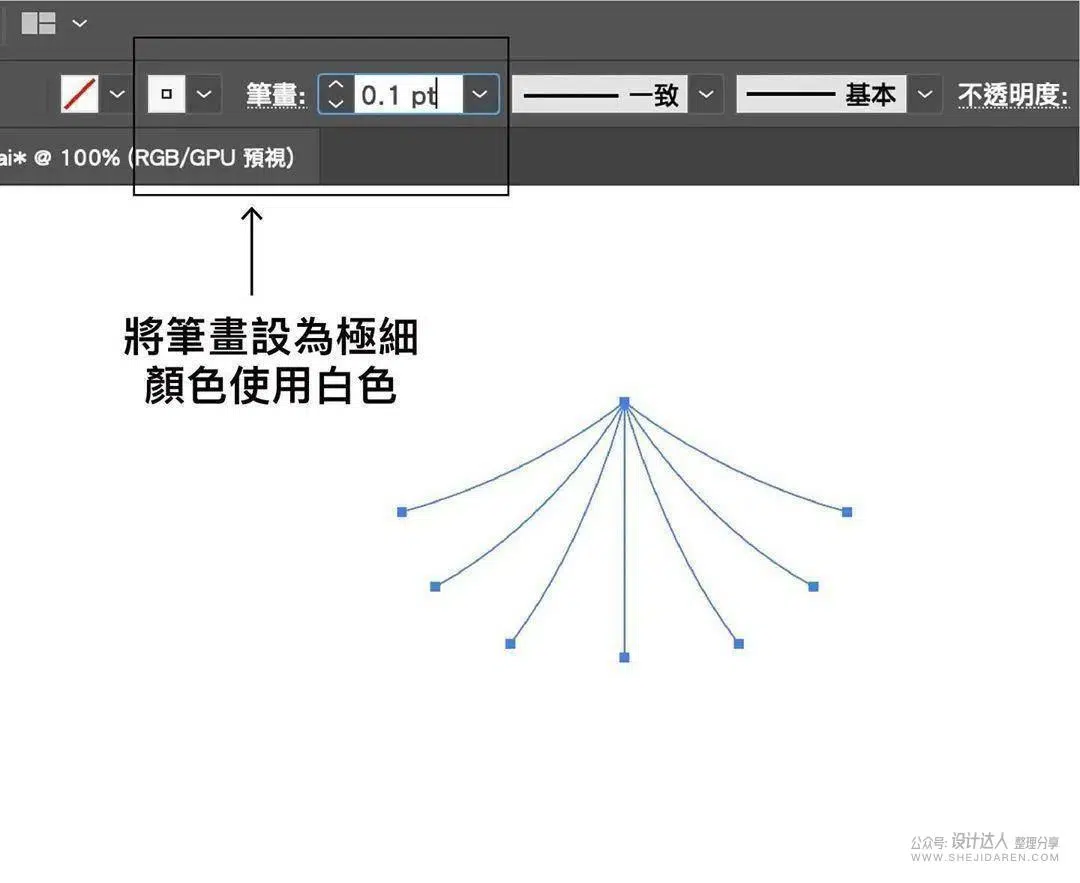 筆畫: 0.1 pt 一致 基本 不透明度:
ai* @ 100% (RGB/GPU 預視)
將筆畫設為極細
顏色使用白色
公众号: 设计达人 整理分享
WWW.SHEJIDAREN.COM